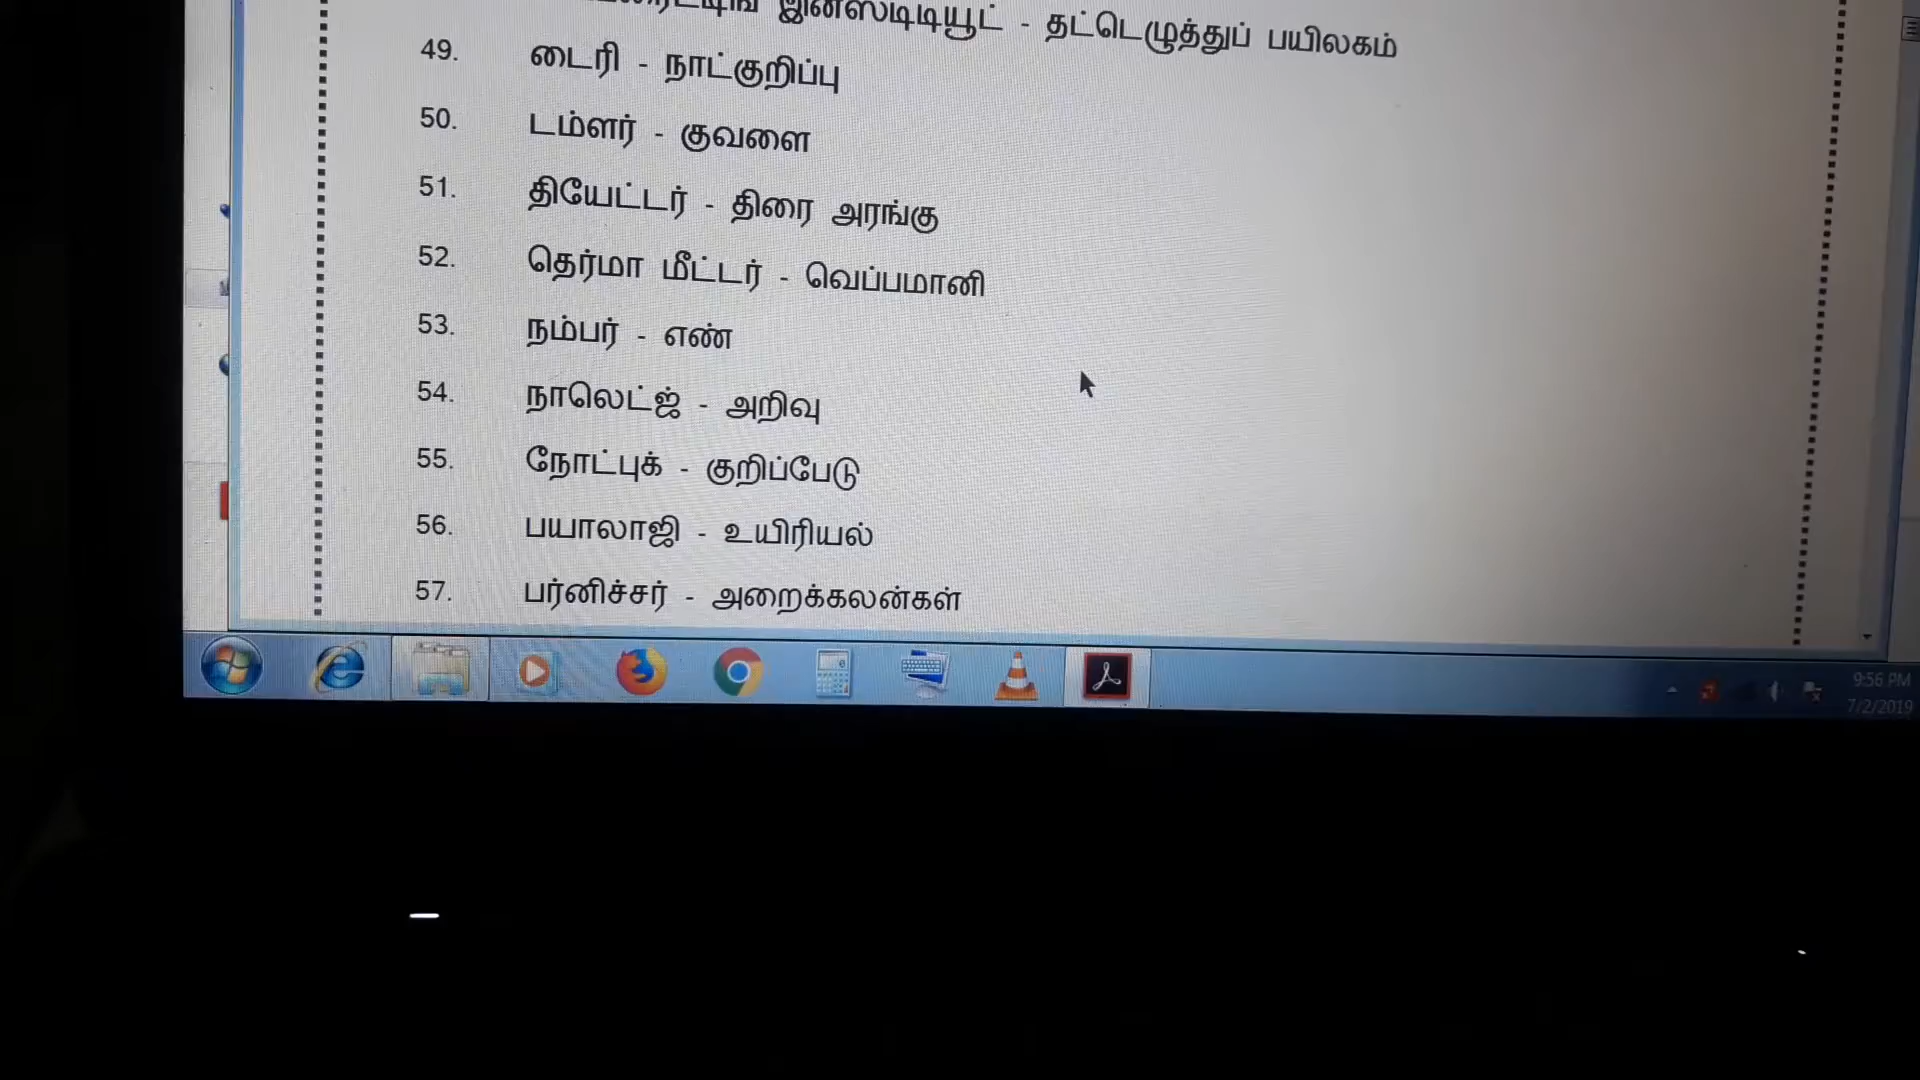 இன்ஸ்டிடியூட் - தட்டெழுத்துப் பயிலகம்
49. டைரி - நாட்குறிப்பு
50. டம்ளர் - குவளை
51. தியேட்டர் - திரை அரங்கு
52. தெர்மா மீட்டர் - வெப்பமானி
53. நம்பர் - எண்
54. நாலெட்ஜ் - அறிவு
55. நோட்புக் - குறிப்பேடு
56. பயாலாஜி - உயிரியல்
57. பர்னிச்சர் - அறைக்கலன்கள்
9:56 PM
7/2/2019